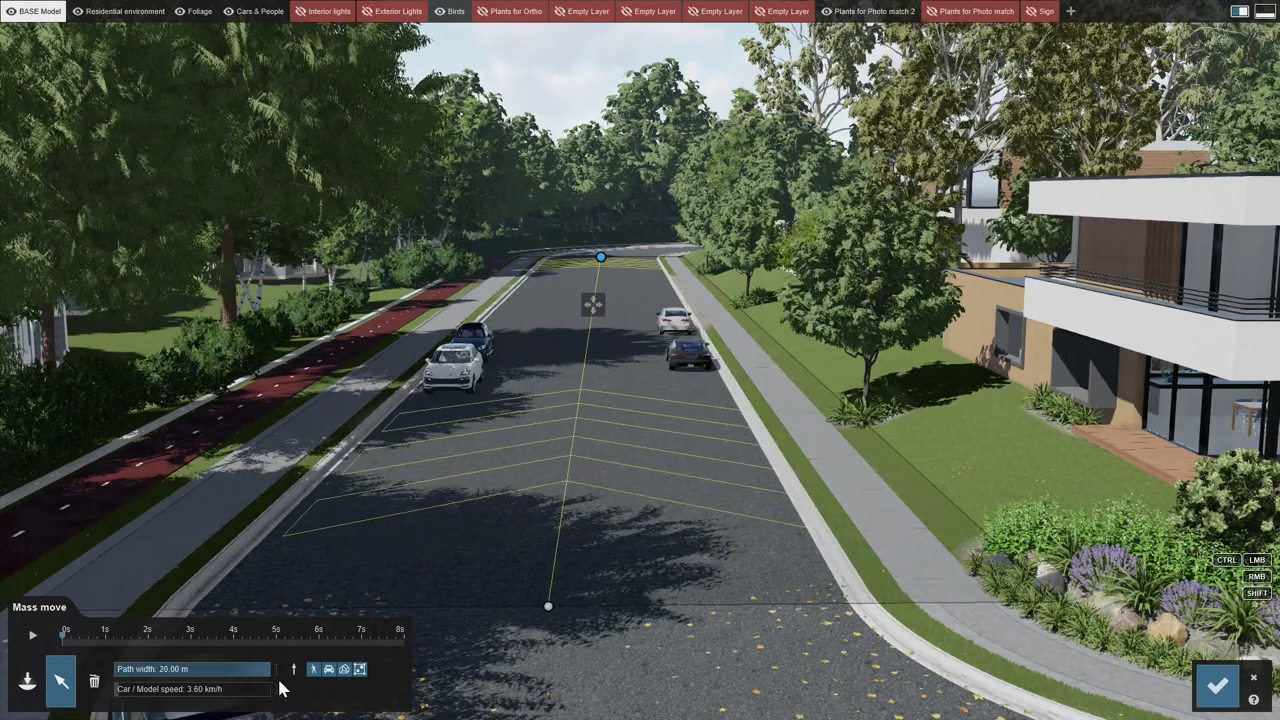 BASE Model
Residential environment
Foliage
Cars & People
Interior lights
Exterior Lights
Birds
Plants for Ortho
Empty Layer
Empty Layer
Empty Layer
Empty Layer
Plants for Photo match 2
Plants for Photo match
Sign
CTRL LMB
RMB
SHIFT
Mass move
0s 1s 2s 3s 4s 5s 6s 7s 8s
Path width: 20.00 m
Car / Model speed: 3.60 km/h